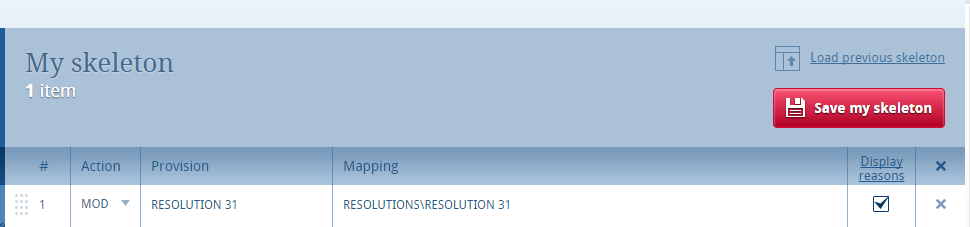 My skeleton
1 item
Load previous skeleton
Save my skeleton
# Action Provision Mapping Display reasons
1 MOD RESOLUTION 31 RESOLUTIONS\RESOLUTION 31